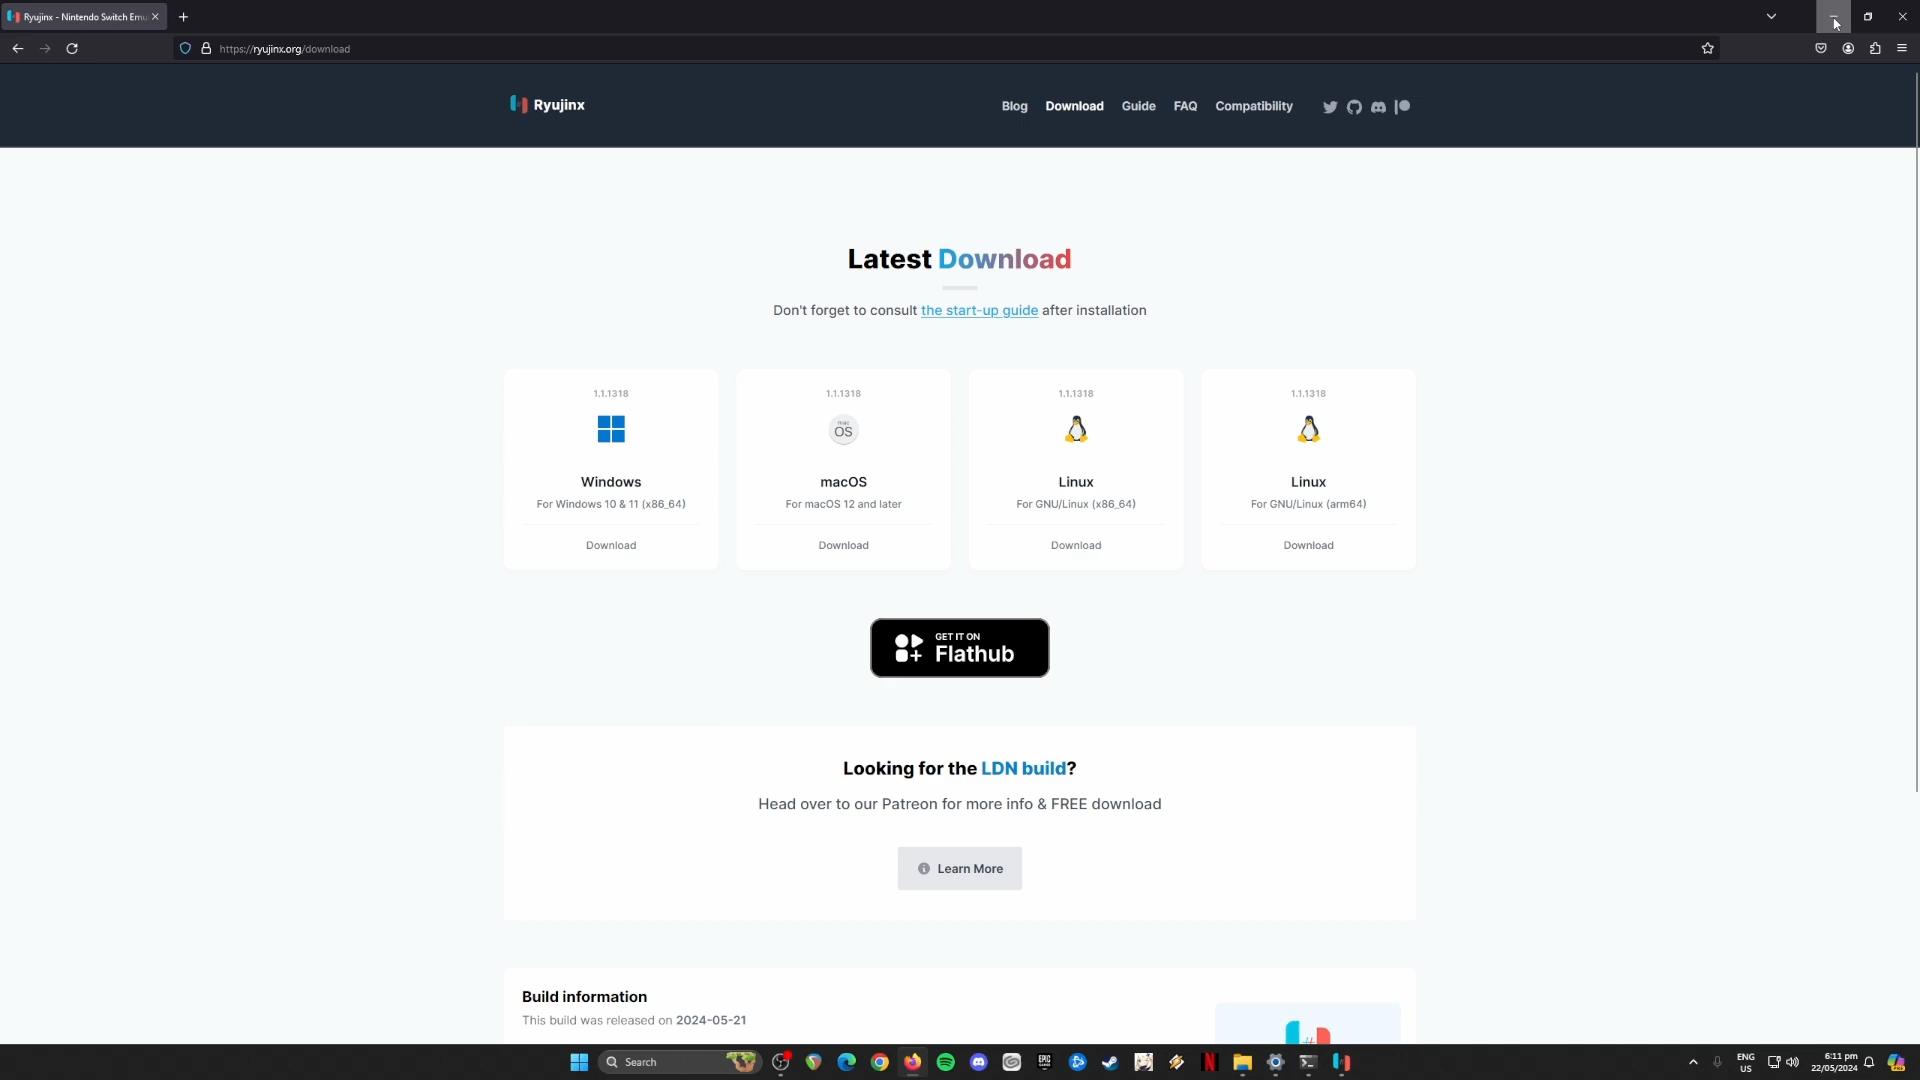 Ryujinx - Nintendo Switch Emu
https://ryujinx.org/download
Ryujinx
Blog Download Guide FAQ Compatibility
Latest Download
Don't forget to consult the start-up guide after installation
1.1.1318
Windows
For Windows 10 & 11 (x86_64)
Download
1.1.1318
macOS
For macOS 12 and later
Download
1.1.1318
Linux
For GNU/Linux (x86_64)
Download
1.1.1318
Linux
For GNU/Linux (arm64)
Download
GET IT ON
Flathub
Looking for the LDN build?
Head over to our Patreon for more info & FREE download
Learn More
Build information
This build was released on 2024-05-21
Search
ENG
US
6:11 pm
22/05/2024